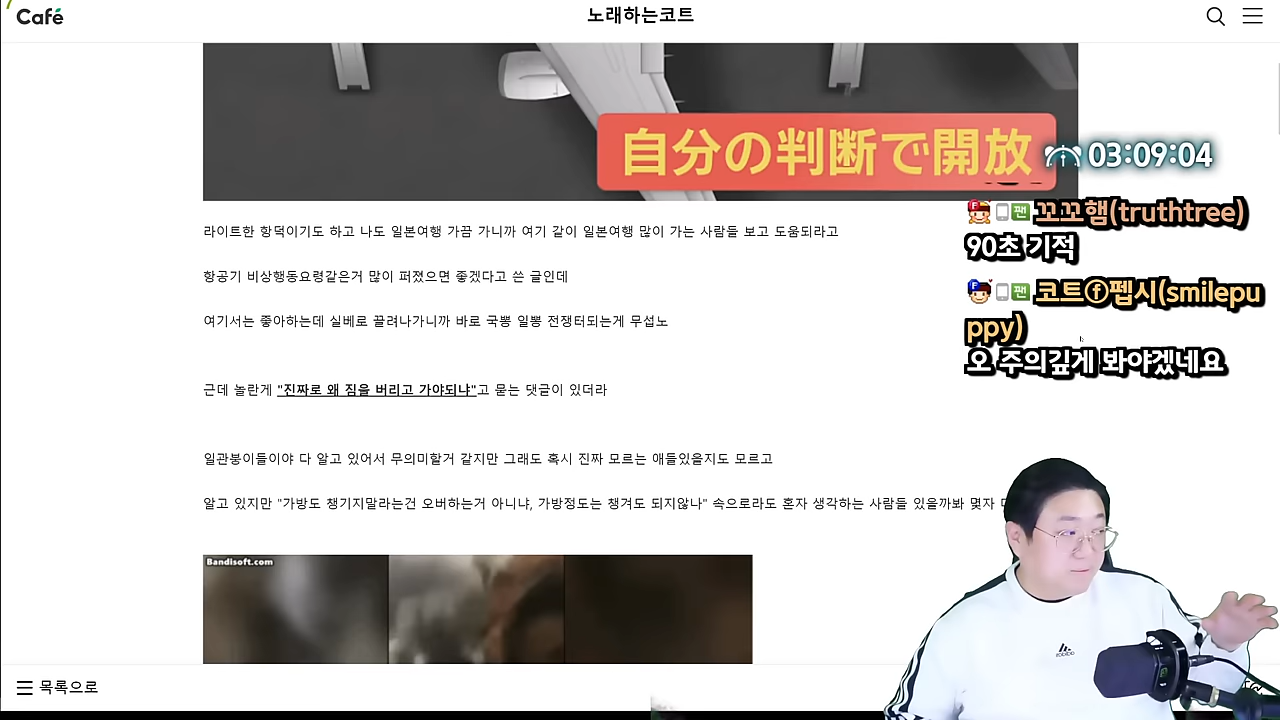 Café
노래하는코트
自分の判断で開放
03:09:04
라이트한 항덕이기도 하고 나도 일본여행 가끔 가니까 여기 같이 일본여행 많이 가는 사람들 보고 도움되라고
항공기 비상행동요령같은거 많이 퍼졌으면 좋겠다고 쓴 글인데
여기서는 좋아하는데 실베로 끌려나가니까 바로 국뽕 일뽕 전쟁터되는게 무섭노
근데 놀란게 "진짜로 왜 짐을 버리고 가야되냐"고 묻는 댓글이 있더라
일관붕이들이야 다 알고 있어서 무의미할거 같지만 그래도 혹시 진짜 모르는 애들있을지도 모르고
알고 있지만 "가방도 챙기지말라는건 오버하는거 아니냐, 가방정도는 챙겨도 되지않나" 속으로라도 혼자 생각하는 사람들 있을까봐 몇자
Bandisoft.com
목록으로
팬 꼬꼬햄(truthtree)
90초 기적
팬 코트ⓕ펩시(smilepu
ppy)
오 주의깊게 봐야겠네요